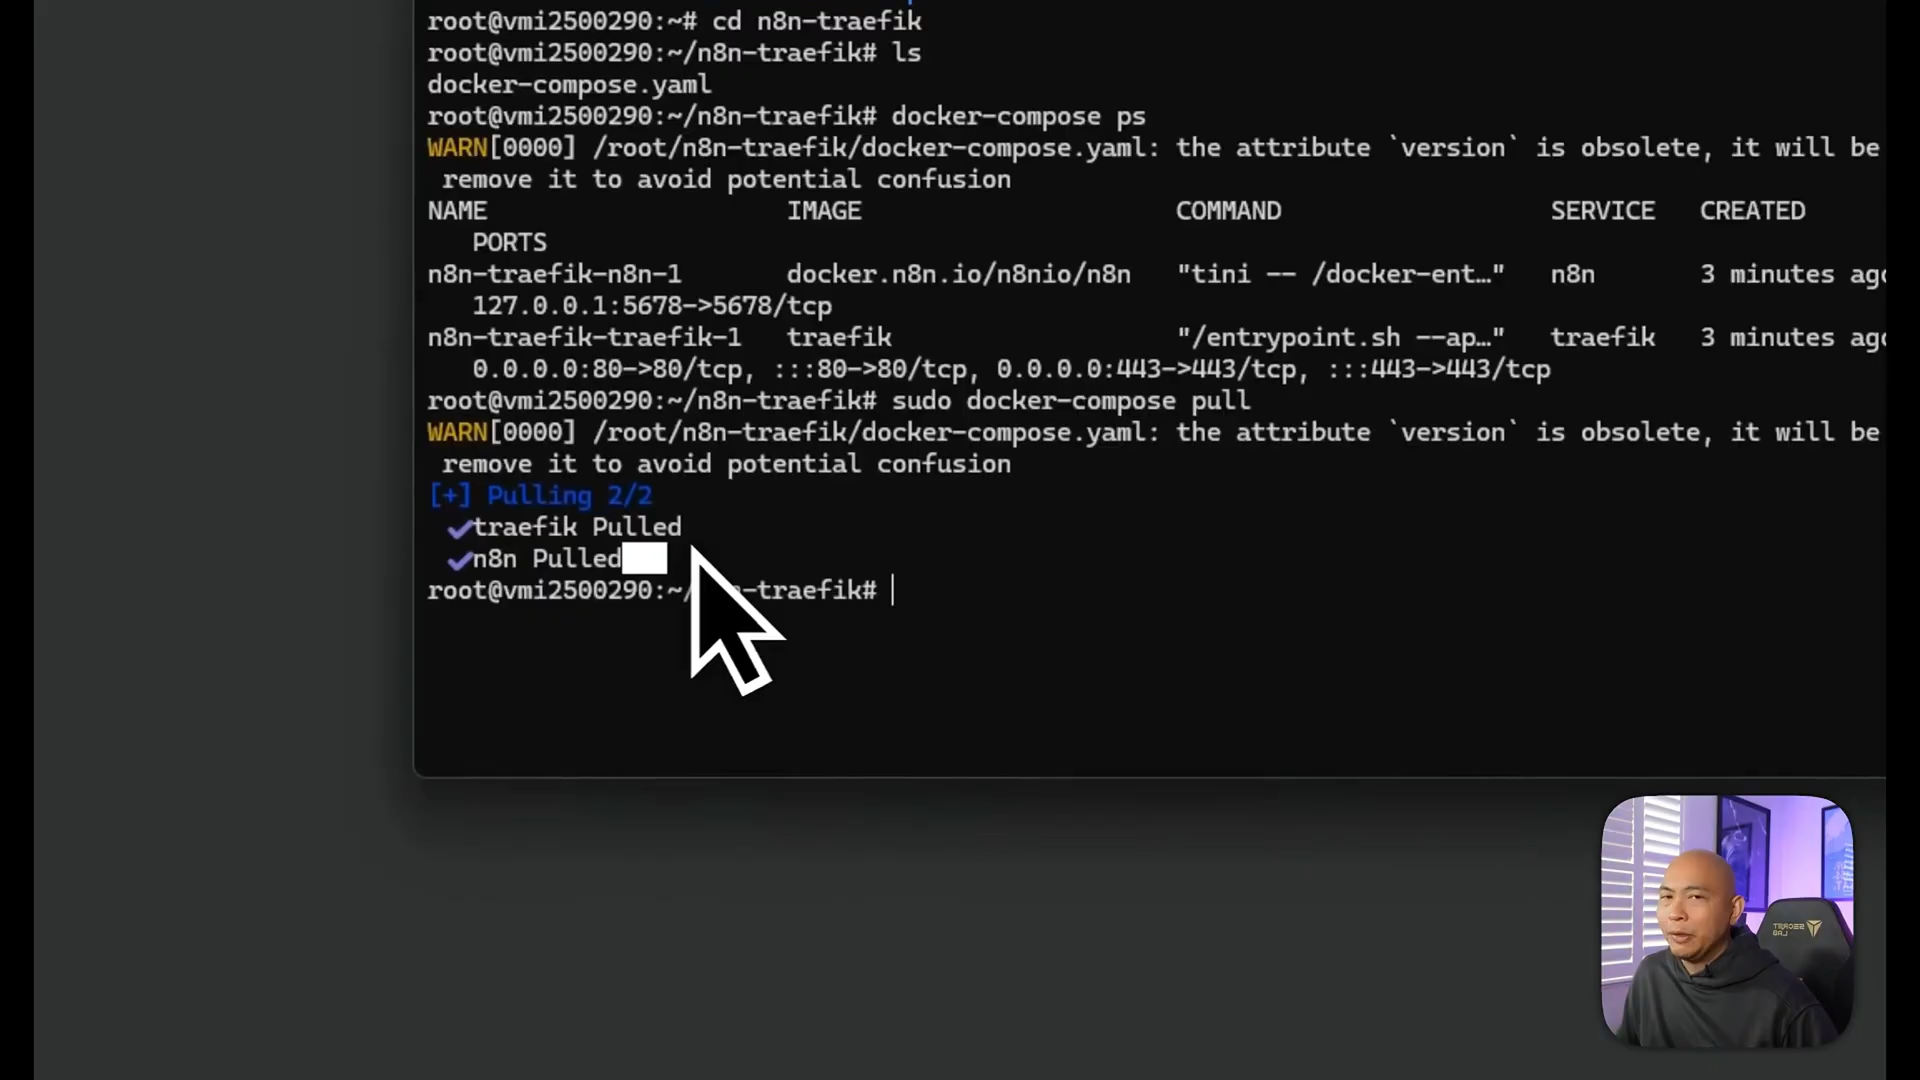 root@vmi2500290:~# cd n8n-traefik
root@vmi2500290:~/n8n-traefik# ls
docker-compose.yaml
root@vmi2500290:~/n8n-traefik# docker-compose ps
WARN[0000] /root/n8n-traefik/docker-compose.yaml: the attribute `version` is obsolete, it will be
remove it to avoid potential confusion
NAME IMAGE COMMAND SERVICE CREATED
PORTS
n8n-traefik-n8n-1 docker.n8n.io/n8nio/n8n "tini -- /docker-ent…" n8n 3 minutes ago
127.0.0.1:5678->5678/tcp
n8n-traefik-traefik-1 traefik "/entrypoint.sh --ap…" traefik 3 minutes ago
0.0.0.0:80->80/tcp, :::80->80/tcp, 0.0.0.0:443->443/tcp, :::443->443/tcp
root@vmi2500290:~/n8n-traefik# sudo docker-compose pull
WARN[0000] /root/n8n-traefik/docker-compose.yaml: the attribute `version` is obsolete, it will be
remove it to avoid potential confusion
[+] Pulling 2/2
✔traefik Pulled
✔n8n Pulled
root@vmi2500290:~/n8n-traefik#
SECRET
LAB